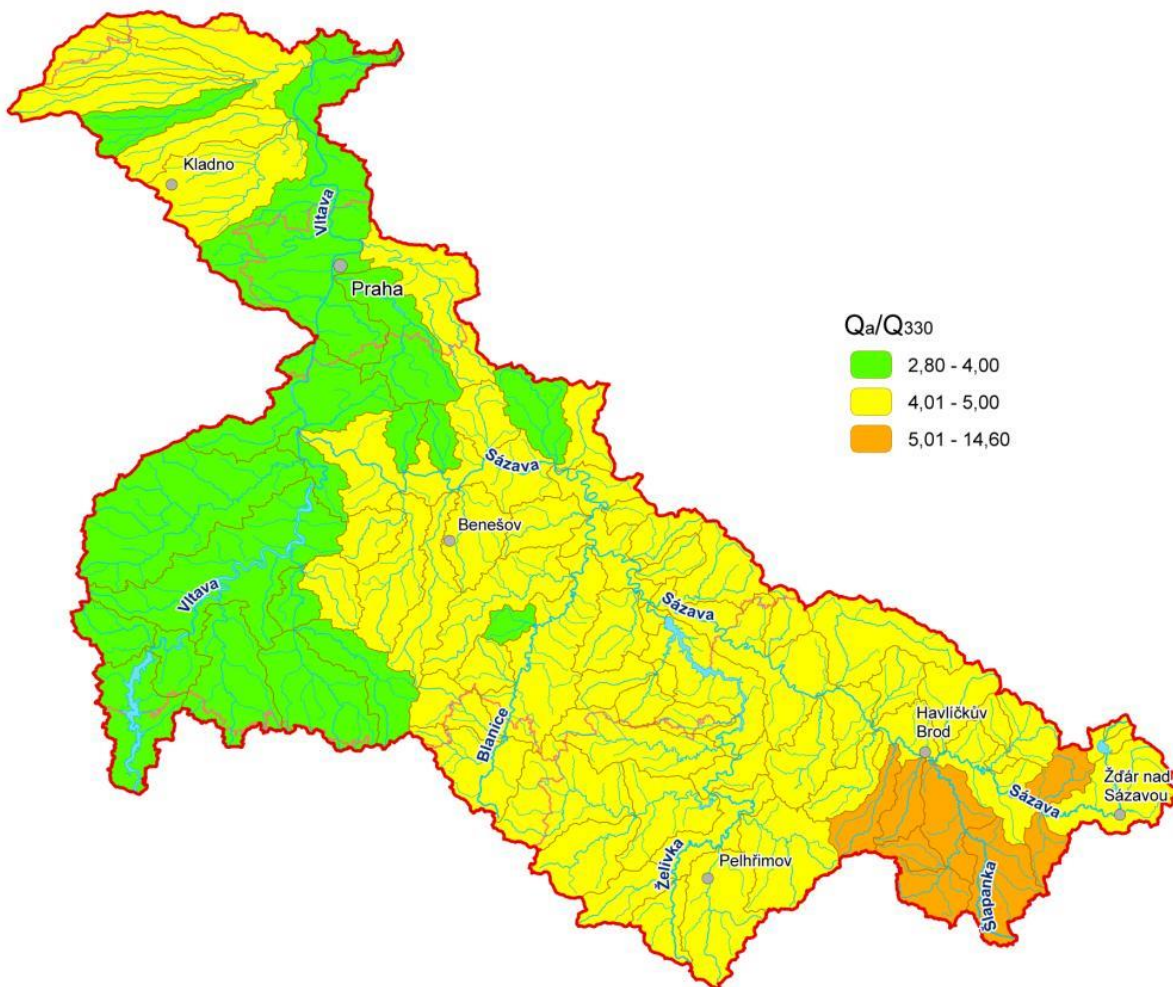 Kladno
Vltava
Praha
Qa/Q330
2,80 - 4,00
4,01 - 5,00
5,01 - 14,60
Sázava
Benešov
Vltava
Sázava
Blanice
Havlíčkův
Brod
Žďár nad
Sázavou
Sázava
Želivka
Pelhřimov
Šlapanka